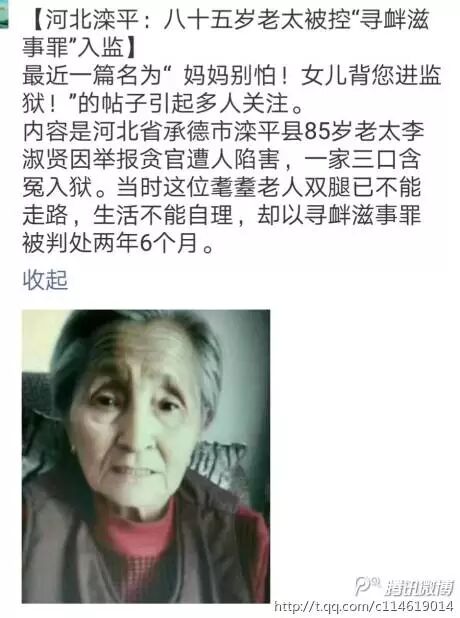 【河北滦平：八十五岁老太被控“寻衅滋
事罪”入监】
最近一篇名为“ 妈妈别怕！女儿背您进监
狱！”的帖子引起多人关注。
内容是河北省承德市滦平县85岁老太李
淑贤因举报贪官遭人陷害，一家三口含
冤入狱。当时这位耄耋老人双腿已不能
走路，生活不能自理，却以寻衅滋事罪
被判处两年6个月。
收起
腾讯微博
http://t.qq.com/c114619014